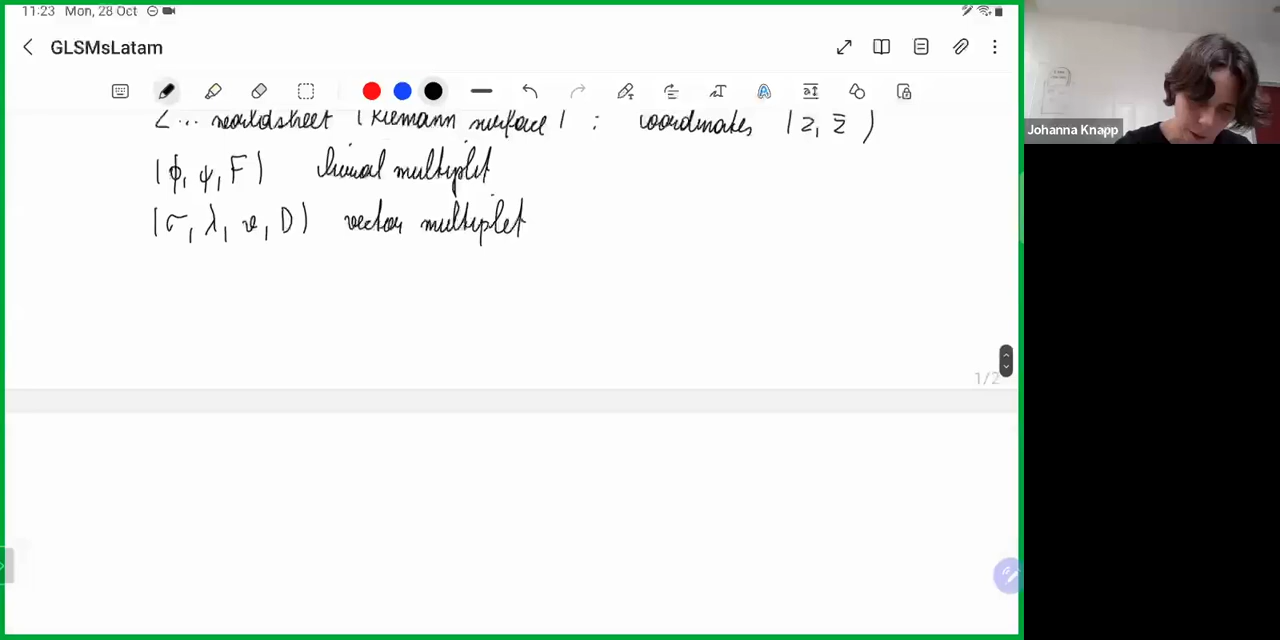 11:23 Mon, 28 Oct
GLSMsLatam
Σ... worldsheet (Riemann surface) : coordinates (z, z̄)
(ϕ, ψ, F) chiral multiplet
(σ, λ, v, D) vector multiplet
1/2
Johanna Knapp